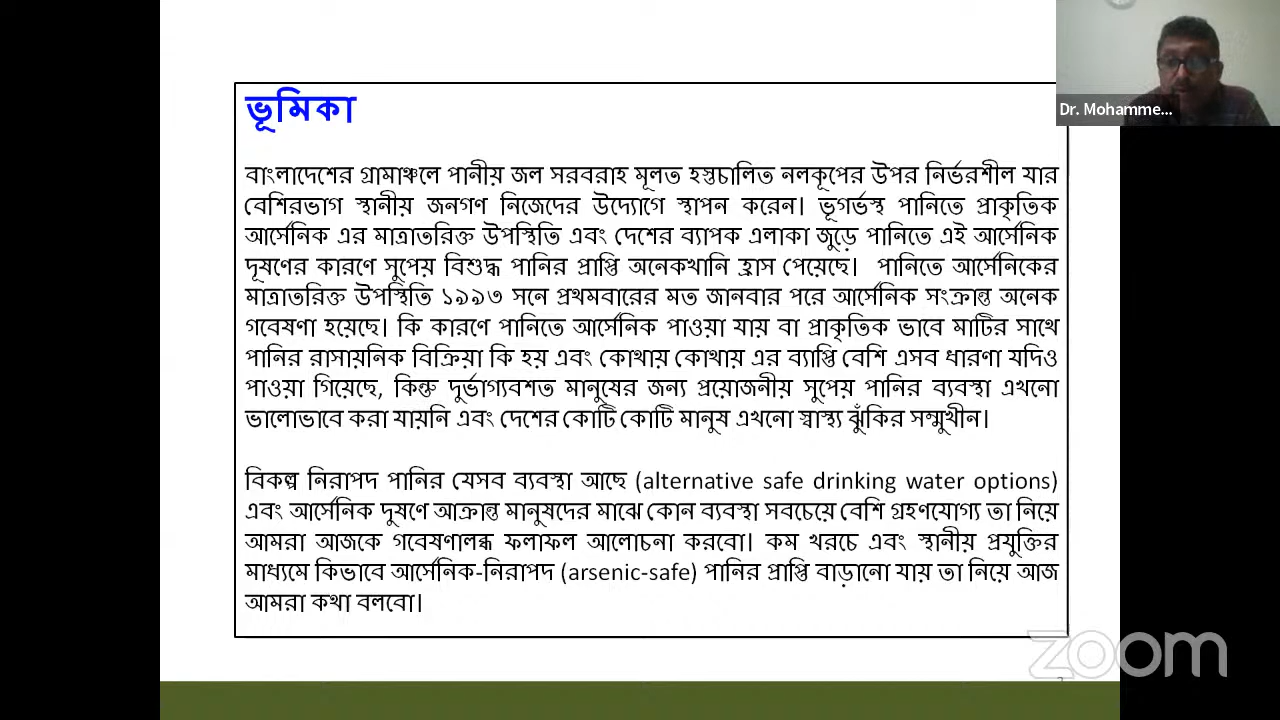 Dr. Mohamme...
ভূমিকা
বাংলাদেশের গ্রামাঞ্চলে পানীয় জল সরবরাহ মূলত হস্তচালিত নলকূপের উপর নির্ভরশীল যার
বেশিরভাগ স্থানীয় জনগণ নিজেদের উদ্যোগে স্থাপন করেন। ভূগর্ভস্থ পানিতে প্রাকৃতিক
আর্সেনিক এর মাত্রাতরিক্ত উপস্থিতি এবং দেশের ব্যাপক এলাকা জুড়ে পানিতে এই আর্সেনিক
দূষণের কারণে সুপেয় বিশুদ্ধ পানির প্রাপ্তি অনেকখানি হ্রাস পেয়েছে। পানিতে আর্সেনিকের
মাত্রাতরিক্ত উপস্থিতি ১৯৯৩ সনে প্রথমবারের মত জানবার পরে আর্সেনিক সংক্রান্ত অনেক
গবেষণা হয়েছে। কি কারণে পানিতে আর্সেনিক পাওয়া যায় বা প্রাকৃতিক ভাবে মাটির সাথে
পানির রাসায়নিক বিক্রিয়া কি হয় এবং কোথায় কোথায় এর ব্যাপ্তি বেশি এসব ধারণা যদিও
পাওয়া গিয়েছে, কিন্তু দুর্ভাগ্যবশত মানুষের জন্য প্রয়োজনীয় সুপেয় পানির ব্যবস্থা এখনো
ভালোভাবে করা যায়নি এবং দেশের কোটি কোটি মানুষ এখনো স্বাস্থ্য ঝুঁকির সম্মুখীন।
বিকল্প নিরাপদ পানির যেসব ব্যবস্থা আছে (alternative safe drinking water options)
এবং আর্সেনিক দুষণে আক্রান্ত মানুষদের মাঝে কোন ব্যবস্থা সবচেয়ে বেশি গ্রহণযোগ্য তা নিয়ে
আমরা আজকে গবেষণালব্ধ ফলাফল আলোচনা করবো। কম খরচে এবং স্থানীয় প্রযুক্তির
মাধ্যমে কিভাবে আর্সেনিক-নিরাপদ (arsenic-safe) পানির প্রাপ্তি বাড়ানো যায় তা নিয়ে আজ
আমরা কথা বলবো।
zoom